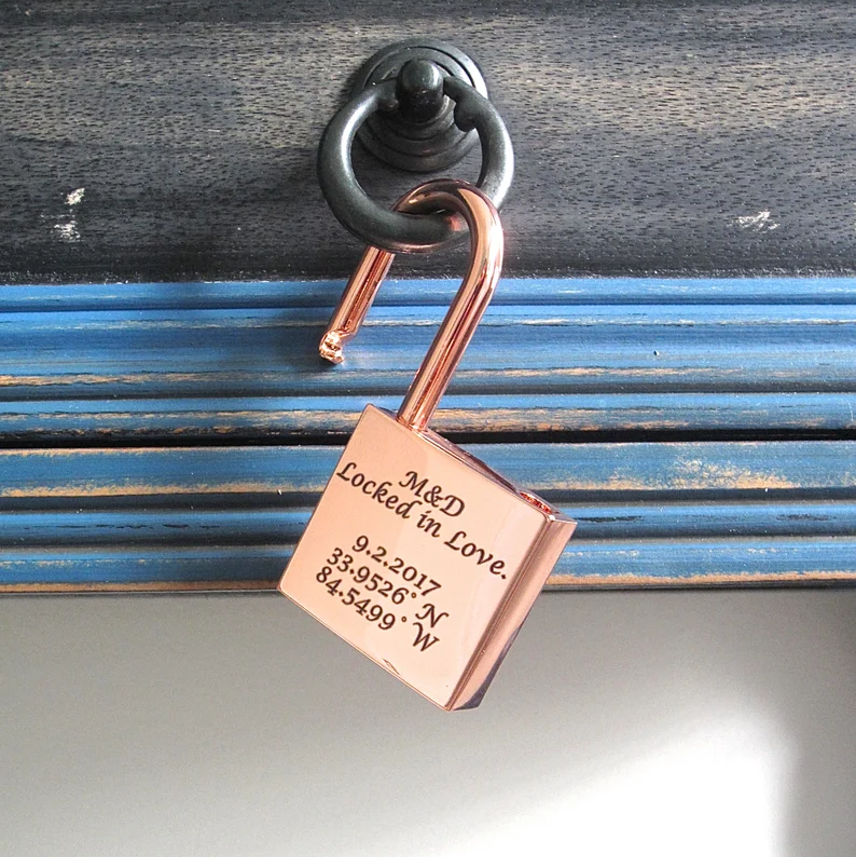 M&D
Locked in Love.
9.2.2017
33.9526° N
84.5499° W